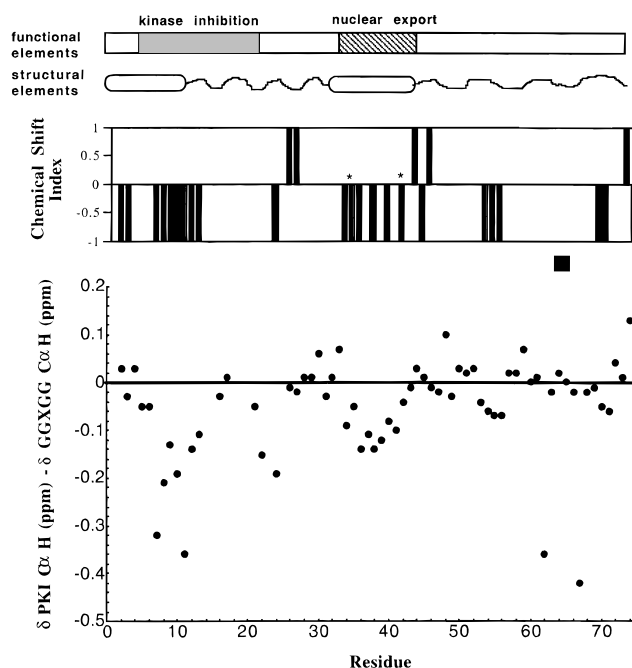 kinase inhibition nuclear export
functional
elements
structural
elements
Chemical Shift
Index
1
0.5
0
-0.5
-1
* *
δ PKI Cα H (ppm) - δ GGXGG Cα H (ppm)
0.2
0.1
0
-0.1
-0.2
-0.3
-0.4
-0.5
0 10 20 30 40 50 60 70
Residue